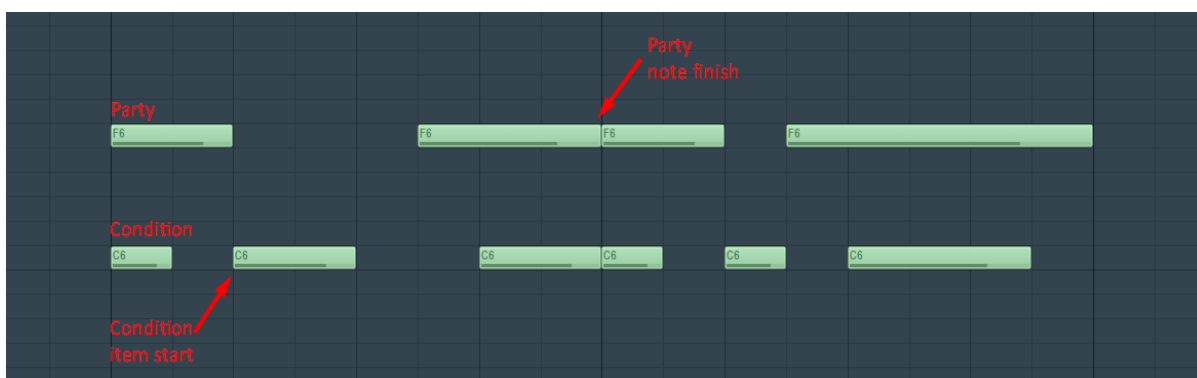 Party
note finish
Party
F6 F6 F6 F6
Condition
C6 C6 C6 C6 C6 C6
Condition
item start